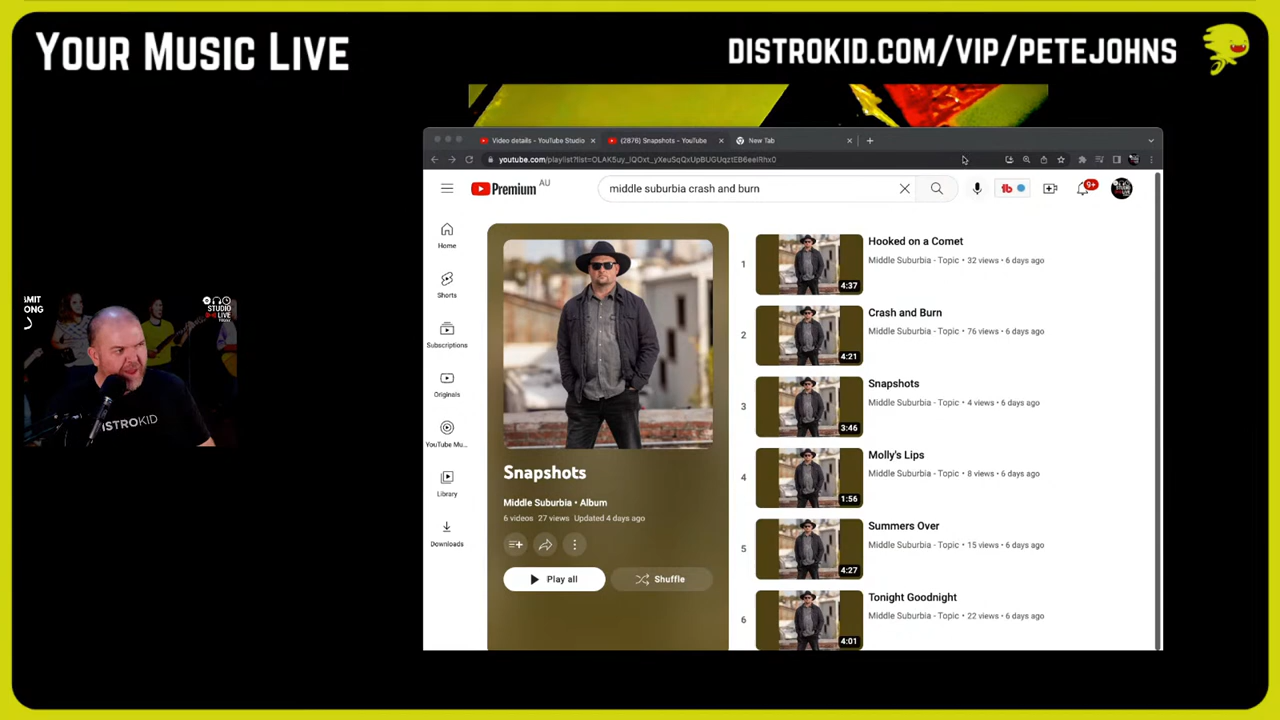 Your Music Live
DISTROKID.COM/VIP/PETEJOHNS
Video details - YouTube Studio
(2876) Snapshots - YouTube
New Tab
Premium AU
middle suburbia crash and burn
9+
Home
Shorts
Subscriptions
Originals
YouTube Mu...
Library
Downloads
Snapshots
Middle Suburbia • Album
6 videos 27 views Updated 4 days ago
Play all
Shuffle
1
4:37
Hooked on a Comet
Middle Suburbia - Topic • 32 views • 6 days ago
2
4:21
Crash and Burn
Middle Suburbia - Topic • 76 views • 6 days ago
3
3:46
Snapshots
Middle Suburbia - Topic • 4 views • 6 days ago
4
1:56
Molly's Lips
Middle Suburbia - Topic • 8 views • 6 days ago
5
4:27
Summers Over
Middle Suburbia - Topic • 15 views • 6 days ago
6
4:01
Tonight Goodnight
Middle Suburbia - Topic • 22 views • 6 days ago
STUDIO
LIVE